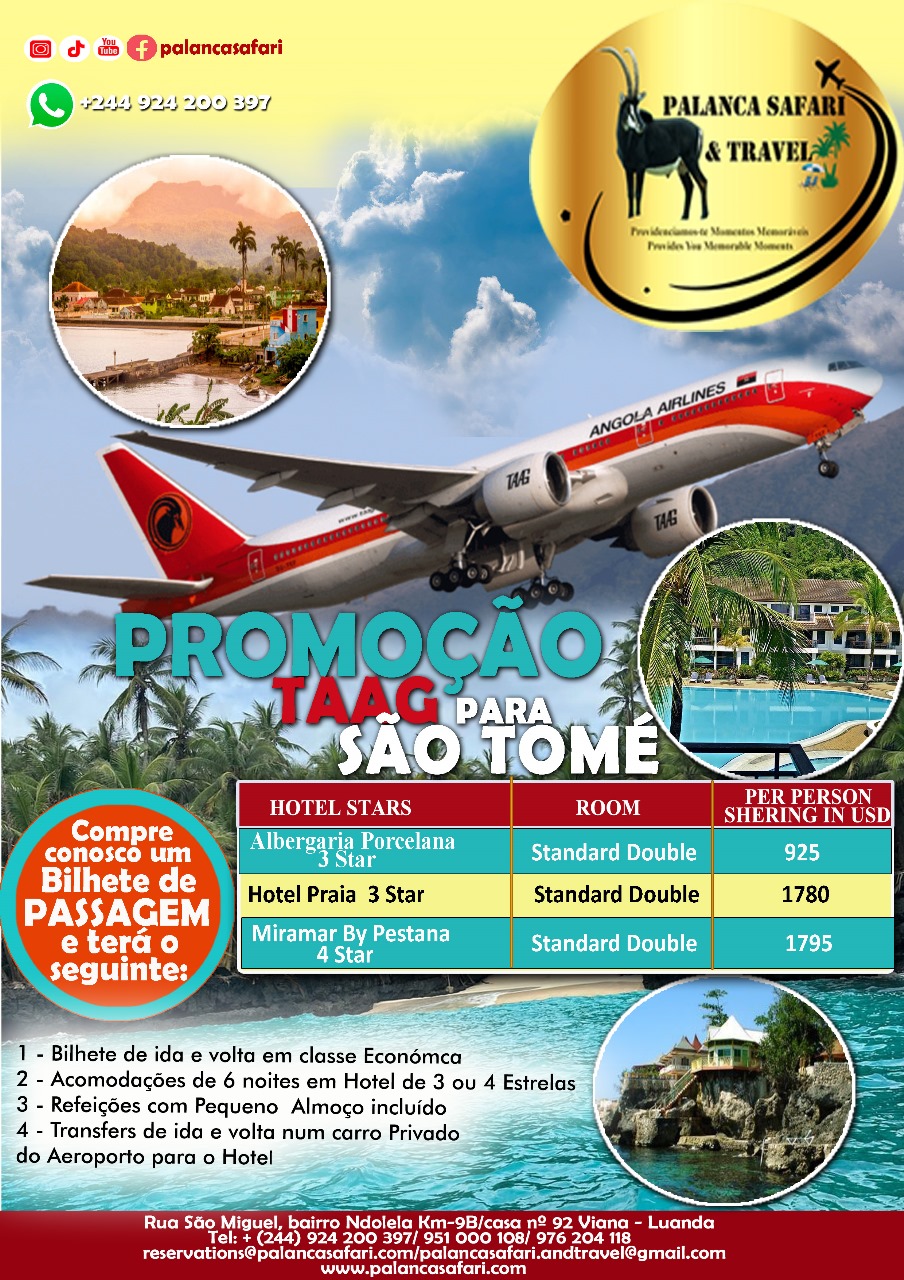 palancasafari
+244 924 200 397
PALANCA SAFARI
& TRAVEL
Providenciamos-te Momentos Memoráveis
Provides You Memorable Moments
ANGOLA AIRLINES
TAAG
TAAG
www.taag
PROMOÇÃO
TAAG PARA
SÃO TOMÉ
HOTEL STARS ROOM PER PERSON SHERING IN USD
Albergaria Porcelana 3 Star Standard Double 925
Hotel Praia 3 Star Standard Double 1780
Miramar By Pestana 4 Star Standard Double 1795
Compre
conosco um
Bilhete de
PASSAGEM
e terá o
seguinte:
1 - Bilhete de ida e volta em classe Económca
2 - Acomodações de 6 noites em Hotel de 3 ou 4 Estrelas
3 - Refeições com Pequeno Almoço incluído
4 - Transfers de ida e volta num carro Privado
do Aeroporto para o Hotel
Rua São Miguel, bairro Ndolela Km-9B/casa nº 92 Viana - Luanda
Tel: + (244) 924 200 397/ 951 000 108/ 976 204 118
reservations@palancasafari.com/palancasafari.andtravel@gmail.com
www.palancasafari.com